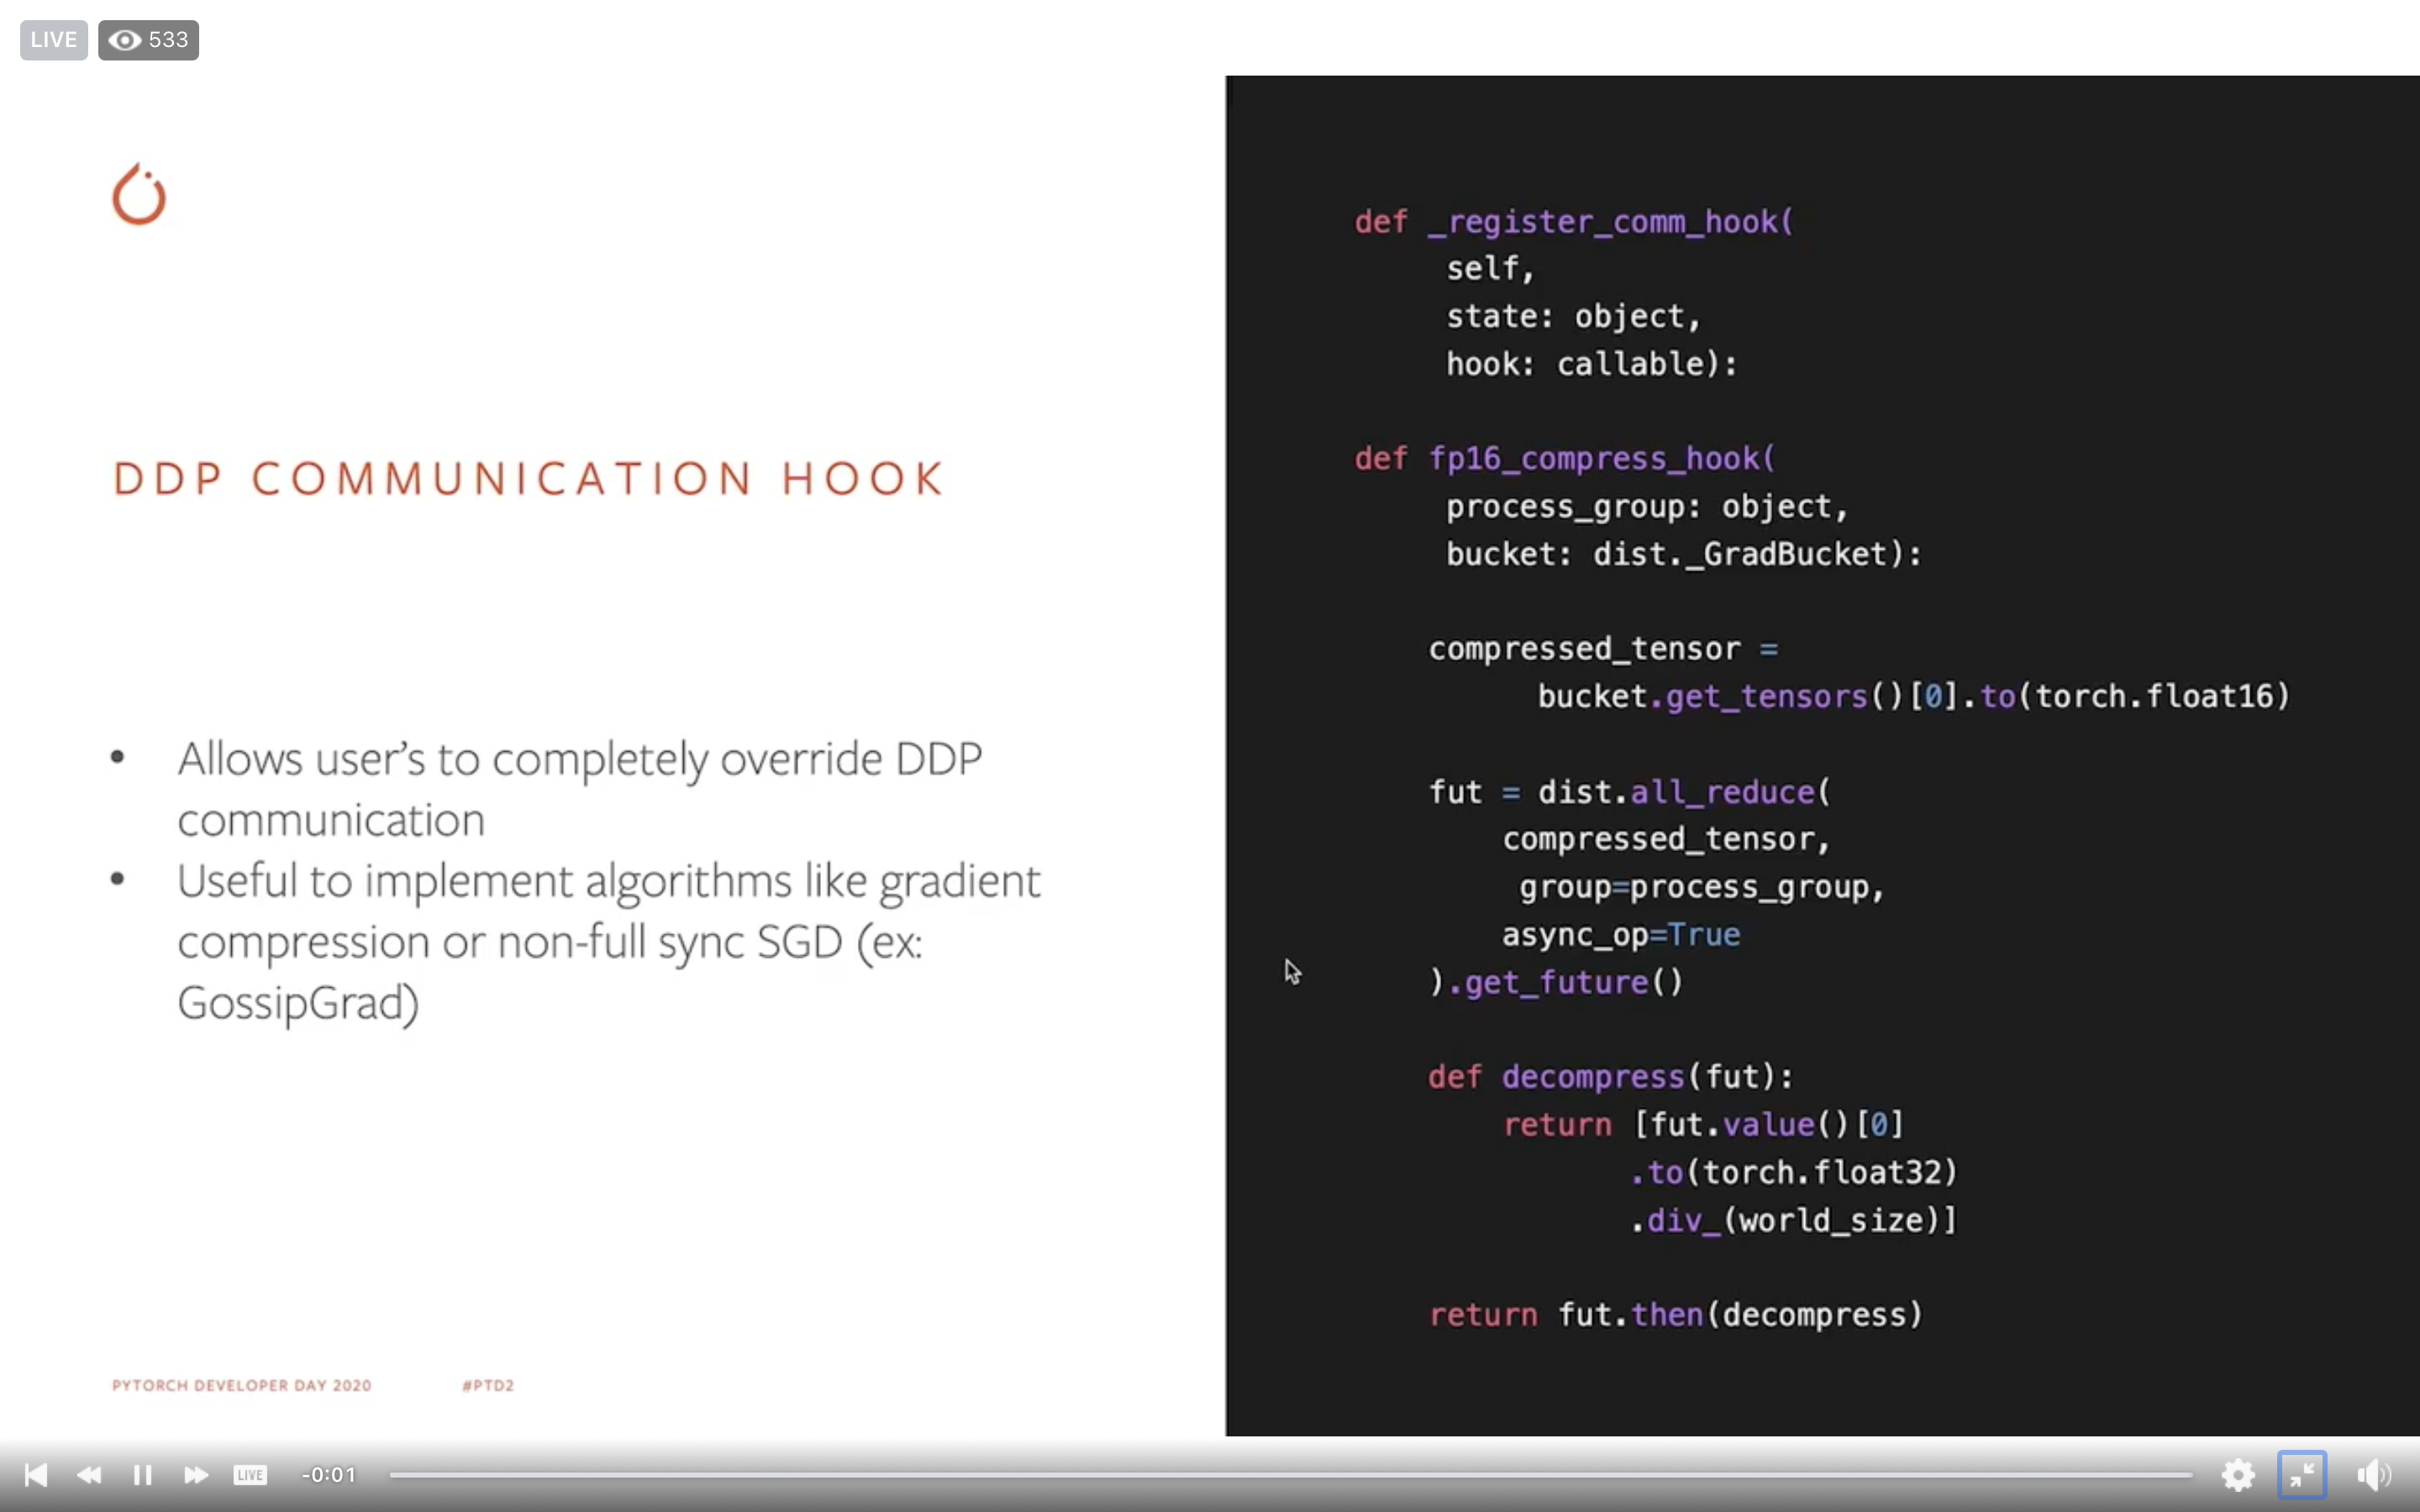 LIVE 533
DDP COMMUNICATION HOOK
• Allows user’s to completely override DDP
communication
• Useful to implement algorithms like gradient
compression or non-full sync SGD (ex:
GossipGrad)
PYTORCH DEVELOPER DAY 2020 #PTD2
def _register_comm_hook(
self,
state: object,
hook: callable):
def fp16_compress_hook(
process_group: object,
bucket: dist._GradBucket):
compressed_tensor =
bucket.get_tensors()[0].to(torch.float16)
fut = dist.all_reduce(
compressed_tensor,
group=process_group,
async_op=True
).get_future()
def decompress(fut):
return [fut.value()[0]
.to(torch.float32)
.div_(world_size)]
return fut.then(decompress)
LIVE -0:01